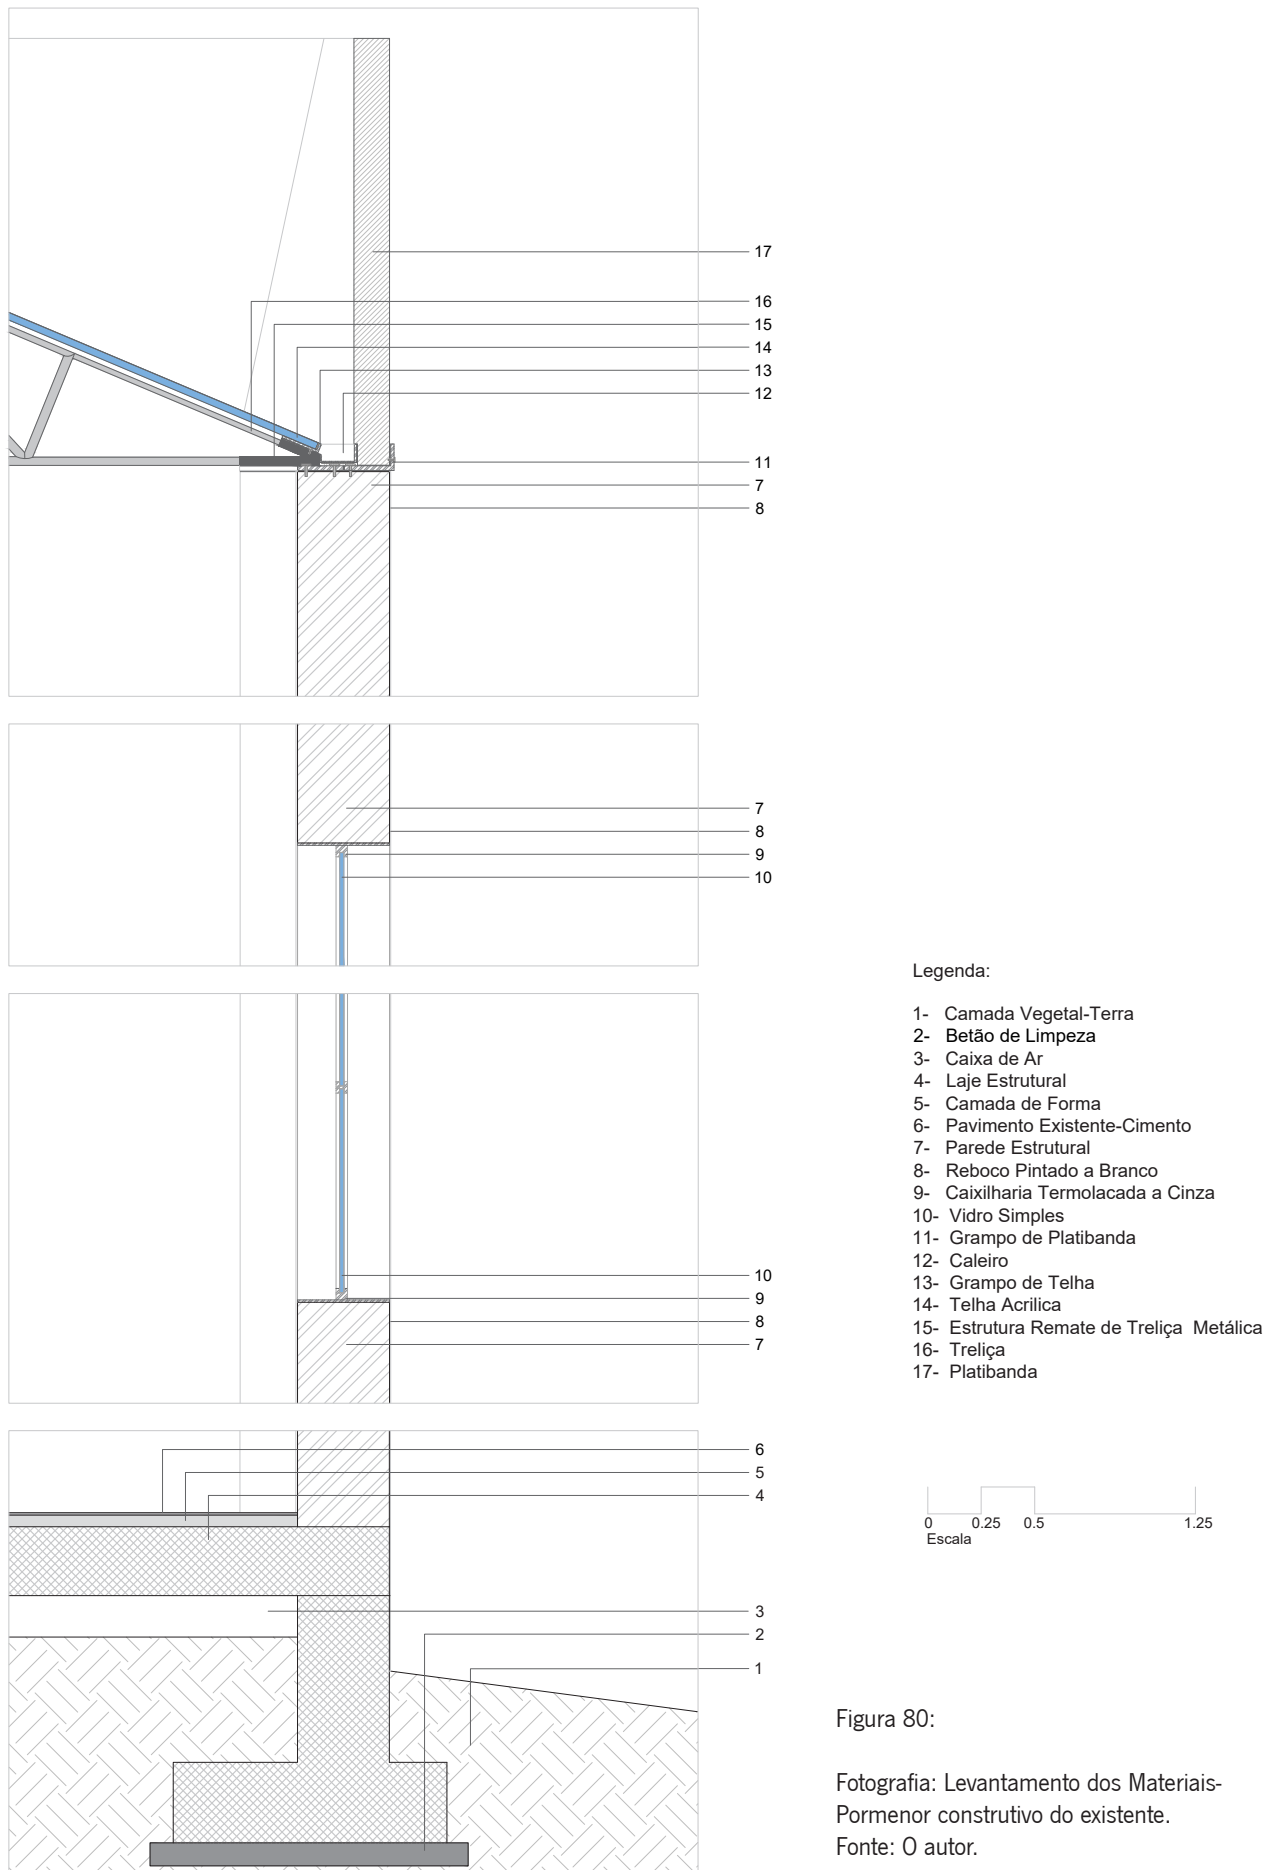 17
16
15
14
13
12
11
7
8
7
8
9
10
10
9
8
7
6
5
4
3
2
1
Legenda:
1- Camada Vegetal-Terra
2- Betão de Limpeza
3- Caixa de Ar
4- Laje Estrutural
5- Camada de Forma
6- Pavimento Existente-Cimento
7- Parede Estrutural
8- Reboco Pintado a Branco
9- Caixilharia Termolacada a Cinza
10- Vidro Simples
11- Grampo de Platibanda
12- Caleiro
13- Grampo de Telha
14- Telha Acrilica
15- Estrutura Remate de Treliça Metálica
16- Treliça
17- Platibanda
0 0.25 0.5 1.25
Escala
Figura 80:
Fotografia: Levantamento dos Materiais-
Pormenor construtivo do existente.
Fonte: O autor.